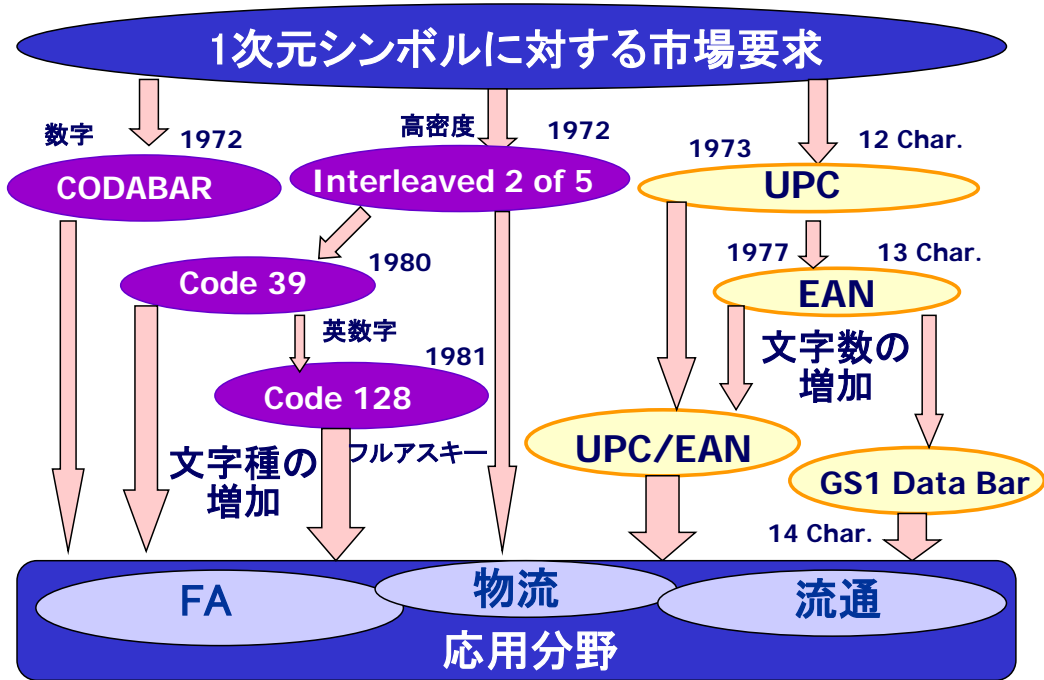 1次元シンボルに対する市場要求
数字
1972
CODABAR
高密度
1972
Interleaved 2 of 5
1973
12 Char.
UPC
1977
13 Char.
EAN
1980
Code 39
英数字
1981
Code 128
文字数の
増加
文字種の
増加
フルアスキー
UPC/EAN
GS1 Data Bar
14 Char.
FA
物流
流通
応用分野